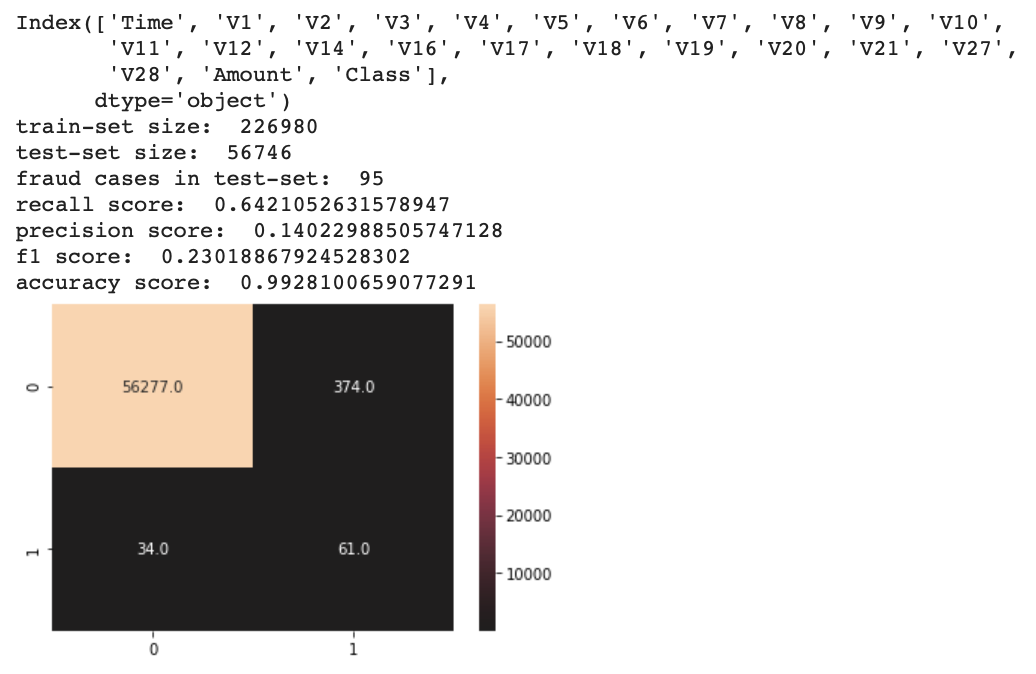 Index(['Time', 'V1', 'V2', 'V3', 'V4', 'V5', 'V6', 'V7', 'V8', 'V9', 'V10',
'V11', 'V12', 'V14', 'V16', 'V17', 'V18', 'V19', 'V20', 'V21', 'V27',
'V28', 'Amount', 'Class'],
dtype='object')
train-set size:  226980
test-set size:  56746
fraud cases in test-set:  95
recall score:  0.6421052631578947
precision score:  0.14022988505747128
f1 score:  0.23018867924528302
accuracy score:  0.9928100659077291
50000
0 56277.0 374.0
40000
30000
20000
1 34.0 61.0
10000
0 1